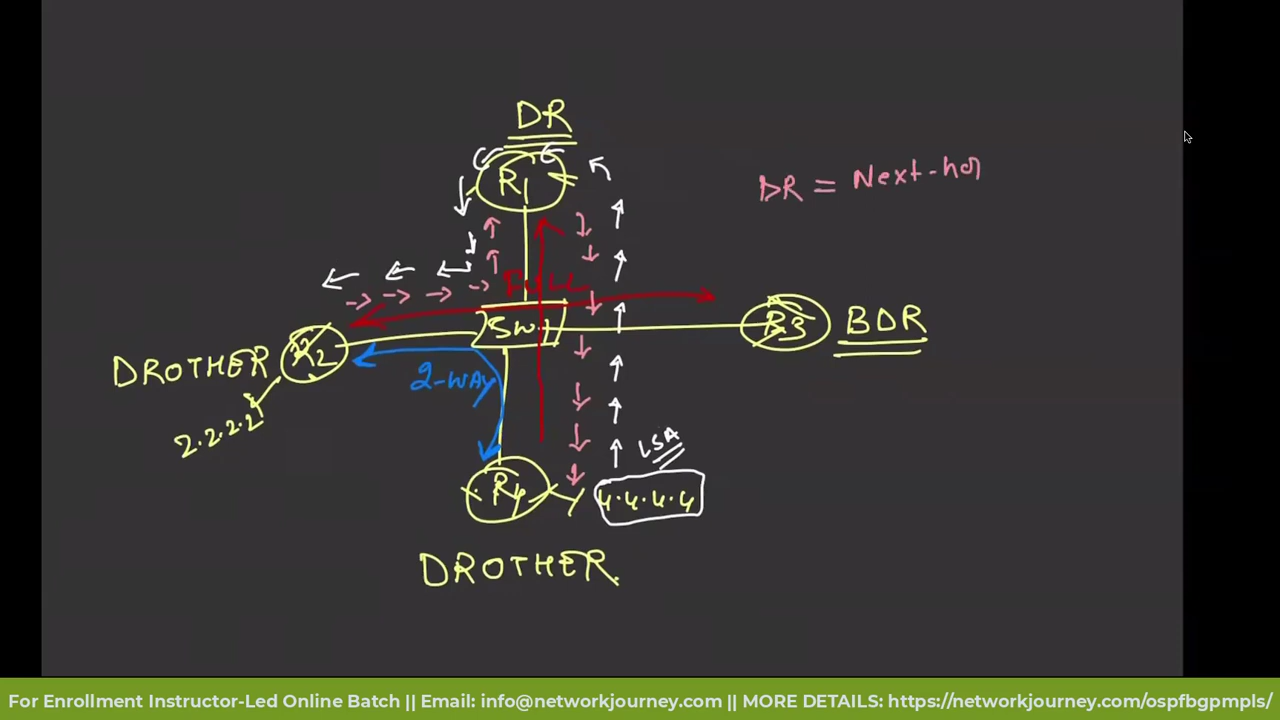 DR
R1
DR = Next-hop
FULL
SW1
R3
BDR
DROTHER
R2
2-WAY
2.2.2.2
LSA
R4
4.4.4.4
DROTHER
For Enrollment Instructor-Led Online Batch || Email: info@networkjourney.com || MORE DETAILS: https://networkjourney.com/ospfbgpmpls/